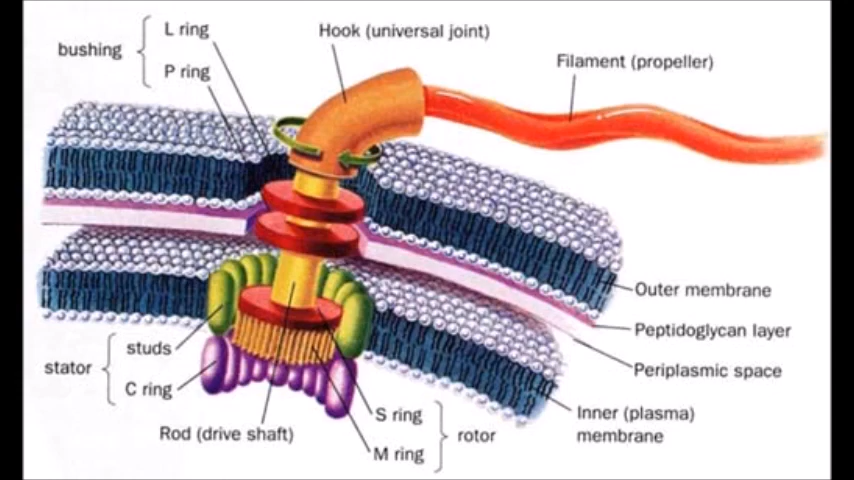 L ring
bushing
P ring
Hook (universal joint)
Filament (propeller)
Outer membrane
Peptidoglycan layer
Periplasmic space
Inner (plasma)
membrane
studs
stator
C ring
Rod (drive shaft)
S ring
rotor
M ring